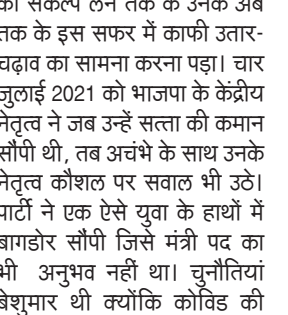 का संकल्प लेने तक के उनके अब
तक के इस सफर में काफी उतार-
चढ़ाव का सामना करना पड़ा। चार
जुलाई 2021 को भाजपा के केंद्रीय
नेतृत्व ने जब उन्हें सत्ता की कमान
सौंपी थी, तब अचंभे के साथ उनके
नेतृत्व कौशल पर सवाल भी उठे।
पार्टी ने एक ऐसे युवा के हाथों में
बागडोर सौंपी जिसे मंत्री पद का
भी अनुभव नहीं था। चुनौतियां
बेशुमार थी क्योंकि कोविड की